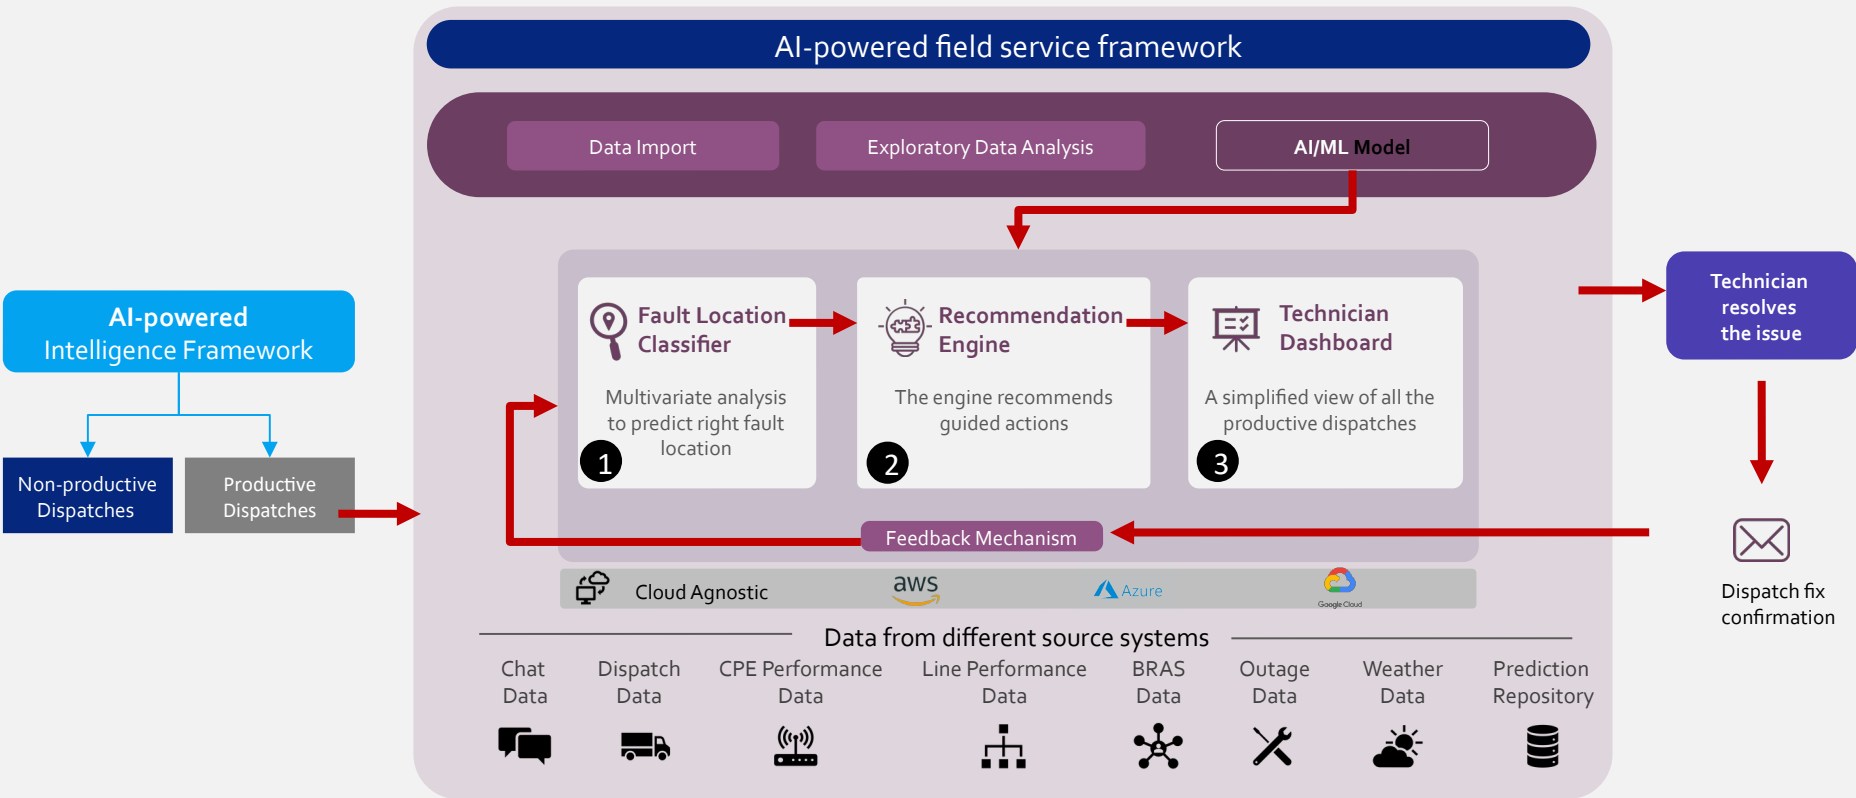 AI-powered field service framework
Data Import
Exploratory Data Analysis
AI/ML Model
AI-powered
Intelligence Framework
Non-productive
Dispatches
Productive
Dispatches
Fault Location
Classifier
Multivariate analysis
to predict right fault
location
1
Recommendation
Engine
The engine recommends
guided actions
2
Technician
Dashboard
A simplified view of all the
productive dispatches
3
Feedback Mechanism
Technician
resolves
the issue
Dispatch fix
confirmation
Cloud Agnostic
aws
Azure
Google Cloud
Data from different source systems
Chat
Data
Dispatch
Data
CPE Performance
Data
Line Performance
Data
BRAS
Data
Outage
Data
Weather
Data
Prediction
Repository